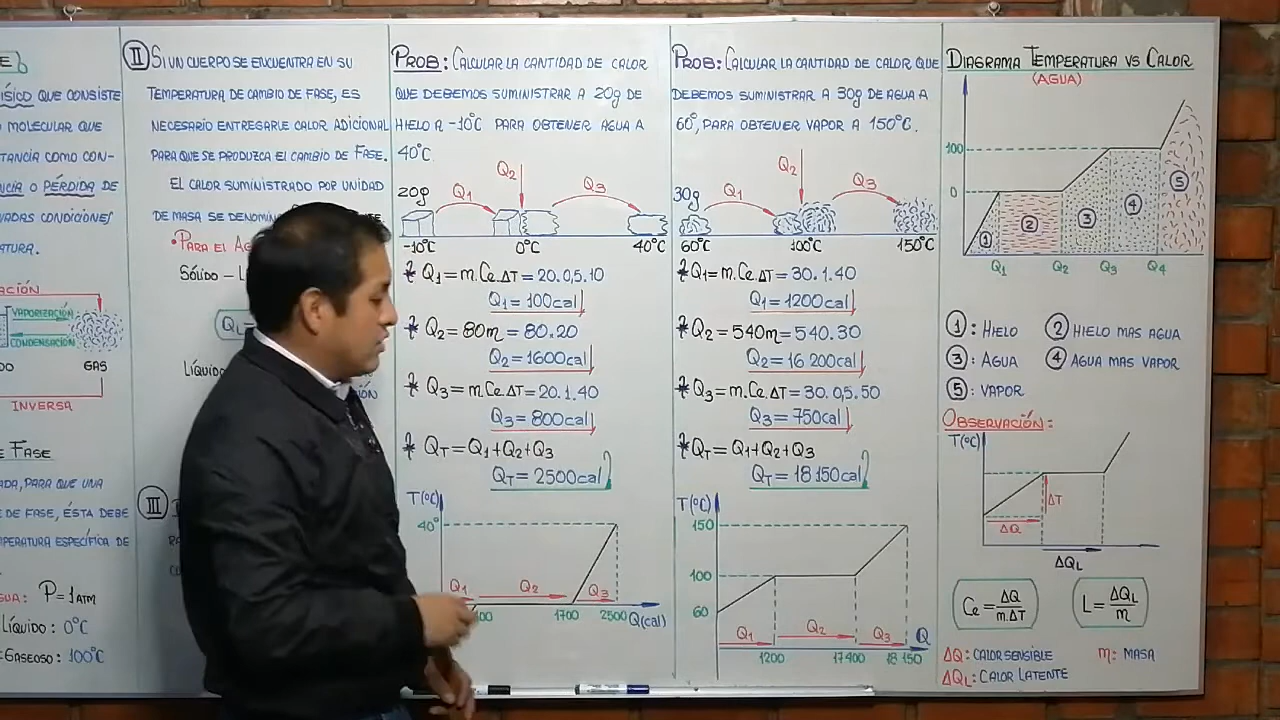 E
ÍSICO QUE CONSISTE
O MOLECULAR QUE
TANCIA COMO CON-
NCIA O PÉRDIDA DE
VADAS CONDICIONES
ATURA.
ACIÓN
VAPORIZACIÓN
CONDENSACIÓN
DO
GAS
INVERSA
E FASE
ADA, PARA QUE UNA
E DE FASE, ÉSTA DEBE
MPERATURA ESPECÍFICA DE
GUA: P=1ATM
LÍQUIDO: 0°C
GASEOSO: 100°C
II SI UN CUERPO SE ENCUENTRA EN SU
TEMPERATURA DE CAMBIO DE FASE, ES
NECESARIO ENTREGARLE CALOR ADICIONAL
PARA QUE SE PRODUZCA EL CAMBIO DE FASE.
EL CALOR SUMINISTRADO POR UNIDAD
DE MASA SE DENOMIN
•PARA EL AG
SÓLIDO - L
QL=
LÍQUID
IÓN
III
PROB: CALCULAR LA CANTIDAD DE CALOR
QUE DEBEMOS SUMINISTRAR A 20g DE
HIELO A -10°C PARA OBTENER AGUA A
40°C.
20g Q1 Q2 Q3
-10°C 0°C 40°C
* Q1=m.Ce.ΔT=20.0,5.10
Q1=100cal
* Q2=80m=80.20
Q2=1600cal
* Q3=m.Ce.ΔT=20.1.40
Q3=800cal
* QT=Q1+Q2+Q3
QT=2500cal
T(°C)
40°
Q1 Q2 Q3
100 1700 2500 Q(cal)
PROB: CALCULAR LA CANTIDAD DE CALOR QUE
DEBEMOS SUMINISTRAR A 30g DE AGUA A
60°, PARA OBTENER VAPOR A 150°C.
30g Q1 Q2 Q3
60°C 100°C 150°C
* Q1=m.Ce.ΔT=30.1.40
Q1=1200cal
* Q2=540m=540.30
Q2=16 200cal
* Q3=m.Ce.ΔT=30.0,5.50
Q3=750cal
* QT=Q1+Q2+Q3
QT=18 150cal
T(°C)
150
100
60
Q1 Q2 Q3 Q
1200 17400 18 150
DIAGRAMA TEMPERATURA VS CALOR
(AGUA)
100
0
1 2 3 4 5
Q1 Q2 Q3 Q4
1: HIELO 2 HIELO MAS AGUA
3: AGUA 4 AGUA MAS VAPOR
5: VAPOR
OBSERVACIÓN:
T(°C)
ΔT
ΔQ
ΔQL
Ce=ΔQ/m.ΔT L=ΔQL/m
ΔQ: CALOR SENSIBLE m: MASA
ΔQL: CALOR LATENTE